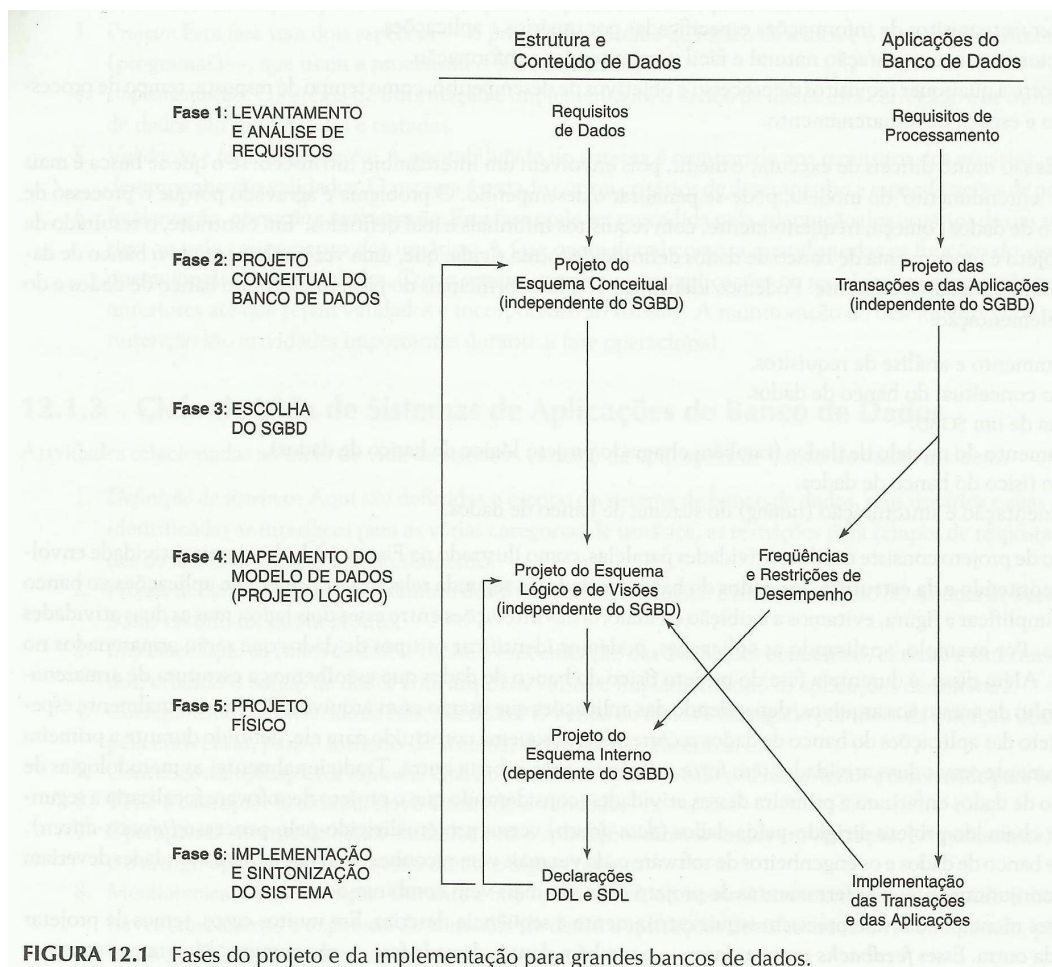 Estrutura e
Conteúdo de Dados
Aplicações do
Banco de Dados
Fase 1: LEVANTAMENTO
E ANÁLISE DE
REQUISITOS
Requisitos
de Dados
Requisitos de
Processamento
Fase 2: PROJETO
CONCEITUAL DO
BANCO DE DADOS
Projeto do
Esquema Conceitual
(independente do SGBD)
Projeto das
Transações e das Aplicações
(independente do SGBD)
Fase 3: ESCOLHA
DO SGBD
Fase 4: MAPEAMENTO DO
MODELO DE DADOS
(PROJETO LÓGICO)
Projeto do Esquema
Lógico e de Visões
(independente do SGBD)
Freqüências
e Restrições de
Desempenho
Fase 5: PROJETO
FÍSICO
Projeto do
Esquema Interno
(dependente do SGBD)
Fase 6: IMPLEMENTAÇÃO
E SINTONIZAÇÃO
DO SISTEMA
Declarações
DDL e SDL
Implementação
das Transações
e das Aplicações
FIGURA 12.1 Fases do projeto e da implementação para grandes bancos de dados.